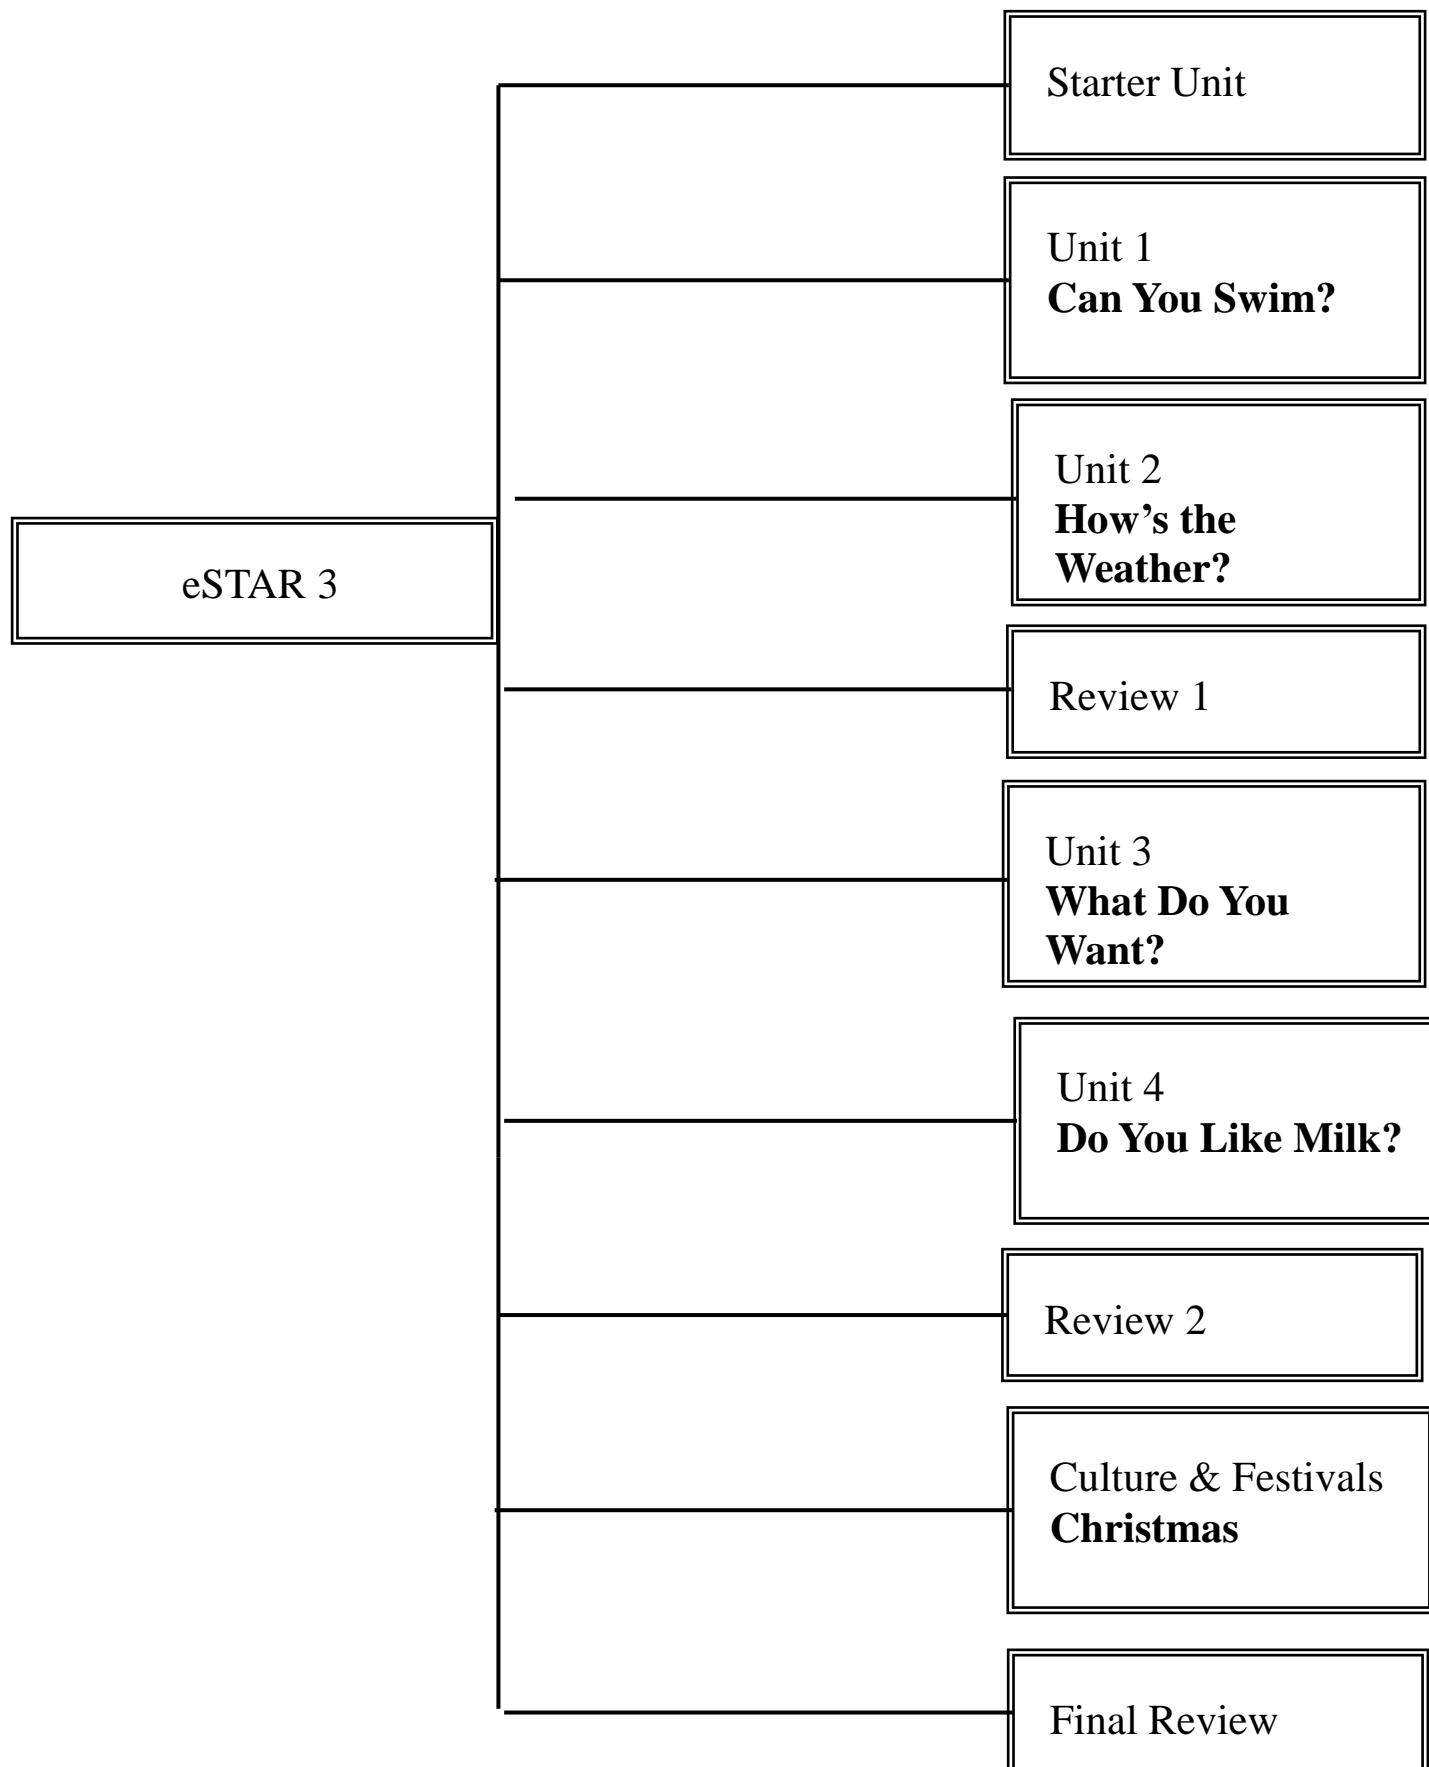 Starter Unit
Unit 1
Can You Swim?
Unit 2
How’s the
Weather?
eSTAR 3
Review 1
Unit 3
What Do You
Want?
Unit 4
Do You Like Milk?
Review 2
Culture & Festivals
Christmas
Final Review